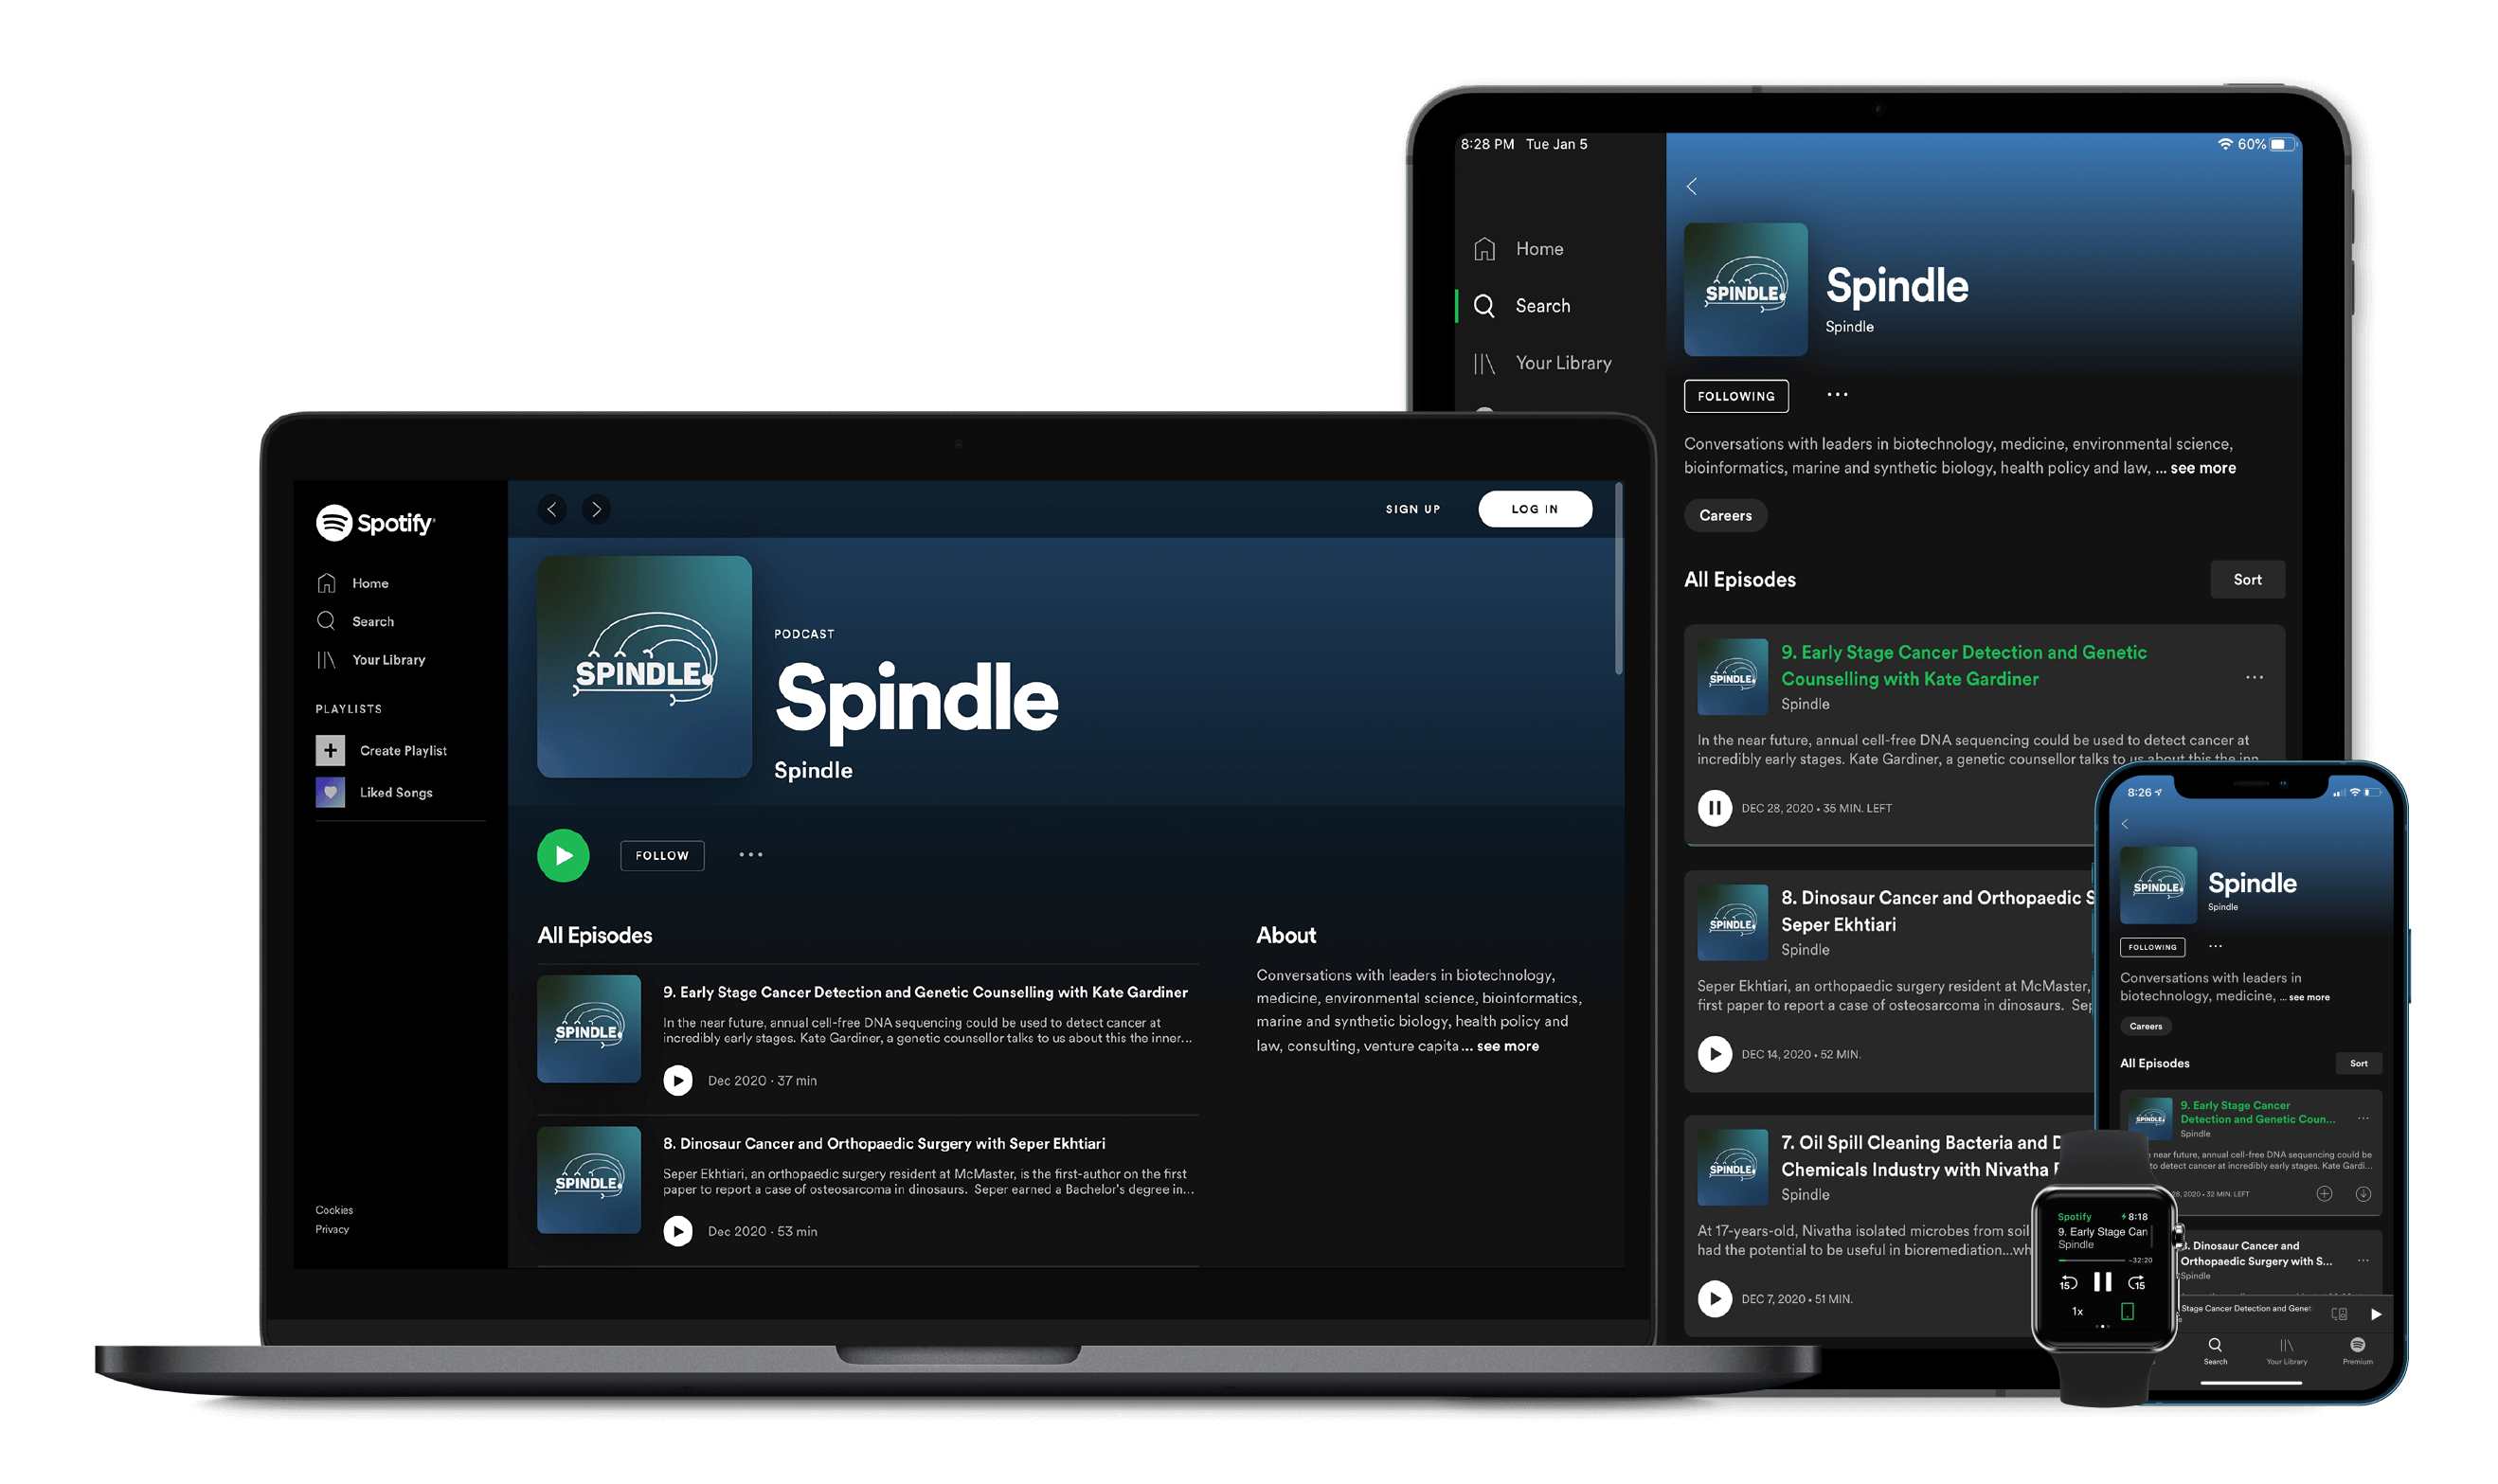 Spotify
Home
Search
Your Library
PLAYLISTS
Create Playlist
Liked Songs
Cookies
Privacy
SIGN UP
LOG IN
SPINDLE
PODCAST
Spindle
Spindle
FOLLOW
All Episodes
SPINDLE
9. Early Stage Cancer Detection and Genetic Counselling with Kate Gardiner
In the near future, annual cell-free DNA sequencing could be used to detect cancer at
incredibly early stages. Kate Gardiner, a genetic counsellor talks to us about this the inner...
Dec 2020 · 37 min
SPINDLE
8. Dinosaur Cancer and Orthopaedic Surgery with Seper Ekhtiari
Seper Ekhtiari, an orthopaedic surgery resident at McMaster, is the first-author on the first
paper to report a case of osteosarcoma in dinosaurs. Seper earned a Bachelor's degree in...
Dec 2020 · 53 min
About
Conversations with leaders in biotechnology,
medicine, environmental science, bioinformatics,
marine and synthetic biology, health policy and
law, consulting, venture capita... see more
8:28 PM Tue Jan 5
60%
Home
Search
Your Library
SPINDLE
Spindle
Spindle
FOLLOWING
Conversations with leaders in biotechnology, medicine, environmental science,
bioinformatics, marine and synthetic biology, health policy and law, ... see more
Careers
All Episodes
Sort
SPINDLE
9. Early Stage Cancer Detection and Genetic
Counselling with Kate Gardiner
Spindle
In the near future, annual cell-free DNA sequencing could be used to detect cancer at
incredibly early stages. Kate Gardiner, a genetic counsellor talks to us about this the inn
DEC 28, 2020 • 35 MIN. LEFT
SPINDLE
8. Dinosaur Cancer and Orthopaedic S
Seper Ekhtiari
Spindle
Seper Ekhtiari, an orthopaedic surgery resident at McMaster,
first paper to report a case of osteosarcoma in dinosaurs. Sep
DEC 14, 2020 • 52 MIN.
SPINDLE
7. Oil Spill Cleaning Bacteria and D
Chemicals Industry with Nivatha
Spindle
At 17-years-old, Nivatha isolated microbes from soil
had the potential to be useful in bioremediation...wh
DEC 7, 2020 • 51 MIN.
8:26
SPINDLE
Spindle
Spindle
FOLLOWING
Conversations with leaders in
biotechnology, medicine, ... see more
Careers
All Episodes
Sort
SPINDLE
9. Early Stage Cancer
Detection and Genetic Coun...
Spindle
near future, annual cell-free DNA sequencing could be
to detect cancer at incredibly early stages. Kate Gardi...
28, 2020 • 32 MIN. LEFT
. Dinosaur Cancer and
Orthopaedic Surgery with S...
Spindle
Stage Cancer Detection and Geneti
Search
Your Library
Premium
Spotify 8:18
9. Early Stage Can
Spindle
-32:20
15
15
1x